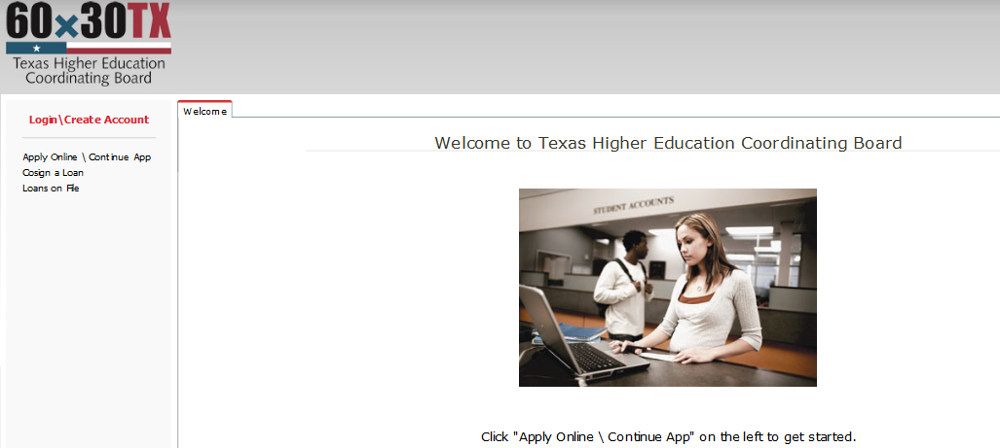 60x30TX
Texas Higher Education
Coordinating Board
Login\Create Account
Apply Online \ Continue App
Cosign a Loan
Loans on File
Welcome
Welcome to Texas Higher Education Coordinating Board
STUDENT ACCOUNTS
Click "Apply Online \ Continue App" on the left to get started.